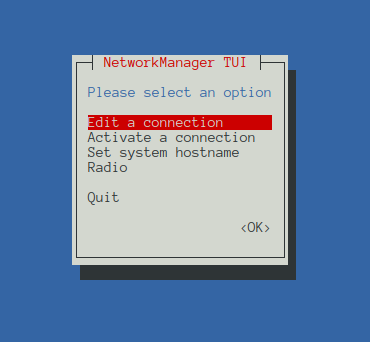 NetworkManager TUI
Please select an option
Edit a connection
Activate a connection
Set system hostname
Radio
Quit
<OK>